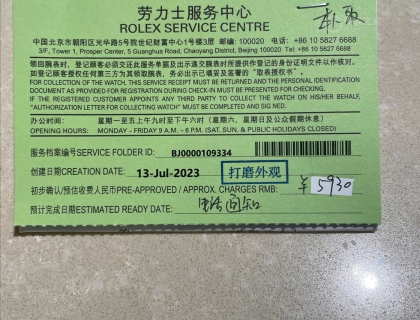 劳力士服务中心
ROLEX SERVICE CENTRE
中国北京市朝阳区光华路5号院世纪财富中心1号楼3层 邮编: 100020 电话: +86 10 5827 6688
3/F, Tower 1, Prosper Center, 5 Guanghua Road, Chaoyang District, Beijing 100020 Tel: +86 10 5827 6688
领回腕表时，登记顾客必须交还此服务单据及出示递交腕表时所提供作登记的身份证明文件以作核对。
如登记顾客授权任何第三方为其领取腕表，务必出示已填妥及签署的“取表授权书”。
FOR COLLECTION OF THE WATCH, THIS SERVICE RECEIPT MUST BE RETURNED AND THE PERSONAL IDENTIFICATION
DOCUMENT AS PROVIDED FOR REGISTRATION DURING CHECK-IN MUST BE PRESENTED FOR CHECKING.
IF THE REGISTERED CUSTOMER APPOINTS ANY THIRD PARTY TO COLLECT THE WATCH ON HIS/HER BEHALF,
"AUTHORIZATION LETTER FOR COLLECTING WATCH" MUST BE COMPLETED AND SIGNED.
办公时间: 星期一至五上午九时至下午六时 (星期六、星期日及公众假期休息)
OPENING HOURS: MONDAY – FRIDAY 9 A.M. – 6 P.M. (SAT. SUN. & PUBLIC HOLIDAYS CLOSED)
服务档案编号SERVICE FOLDER ID: BJ0000109334
创建日期CREATION DATE: 13-Jul-2023 打磨外观
初步确认/预估收费人民币PRE-APPROVED / APPROX. CHARGES RMB: ¥5930
预计完成日期ESTIMATED READY DATE: 电话通知